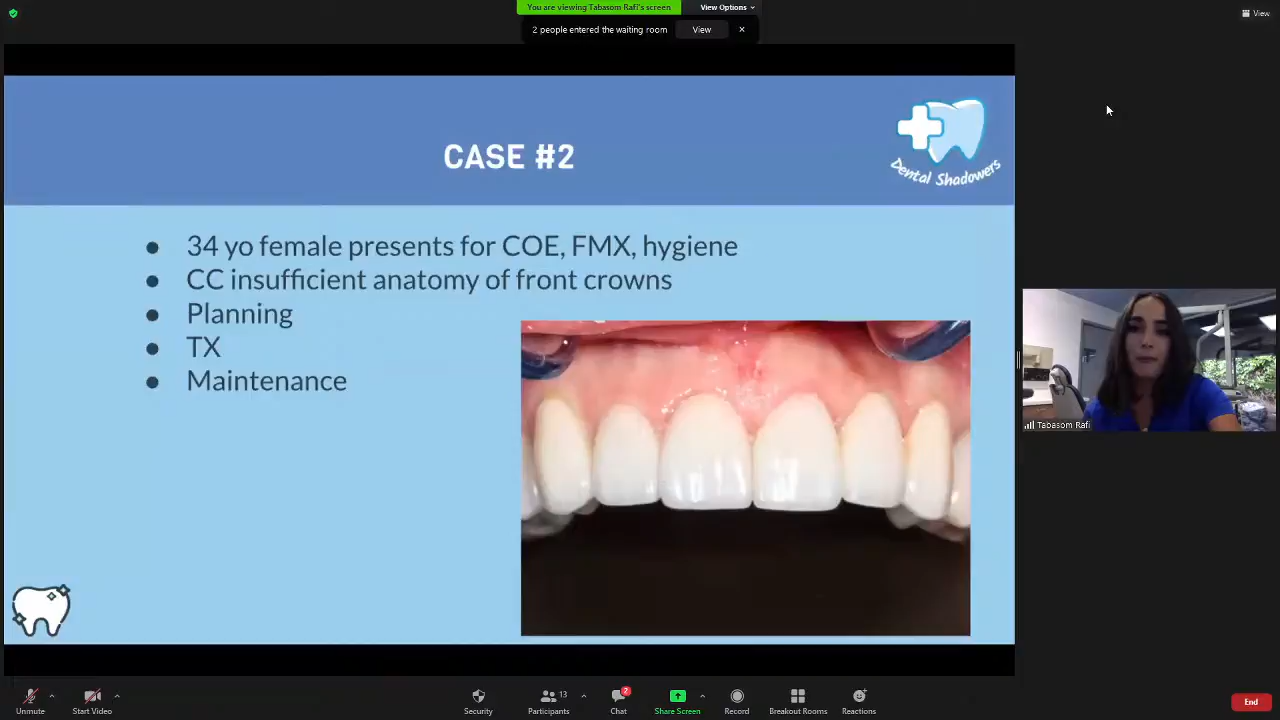 You are viewing Tabasom Rafi's screen
View Options
View
2 people entered the waiting room
View
CASE #2
Dental Shadowers
34 yo female presents for COE, FMX, hygiene
CC insufficient anatomy of front crowns
Planning
TX
Maintenance
Tabasom Rafi
Unmute
Start Video
Security
Participants
13
Chat
2
Share Screen
Record
Breakout Rooms
Reactions
End